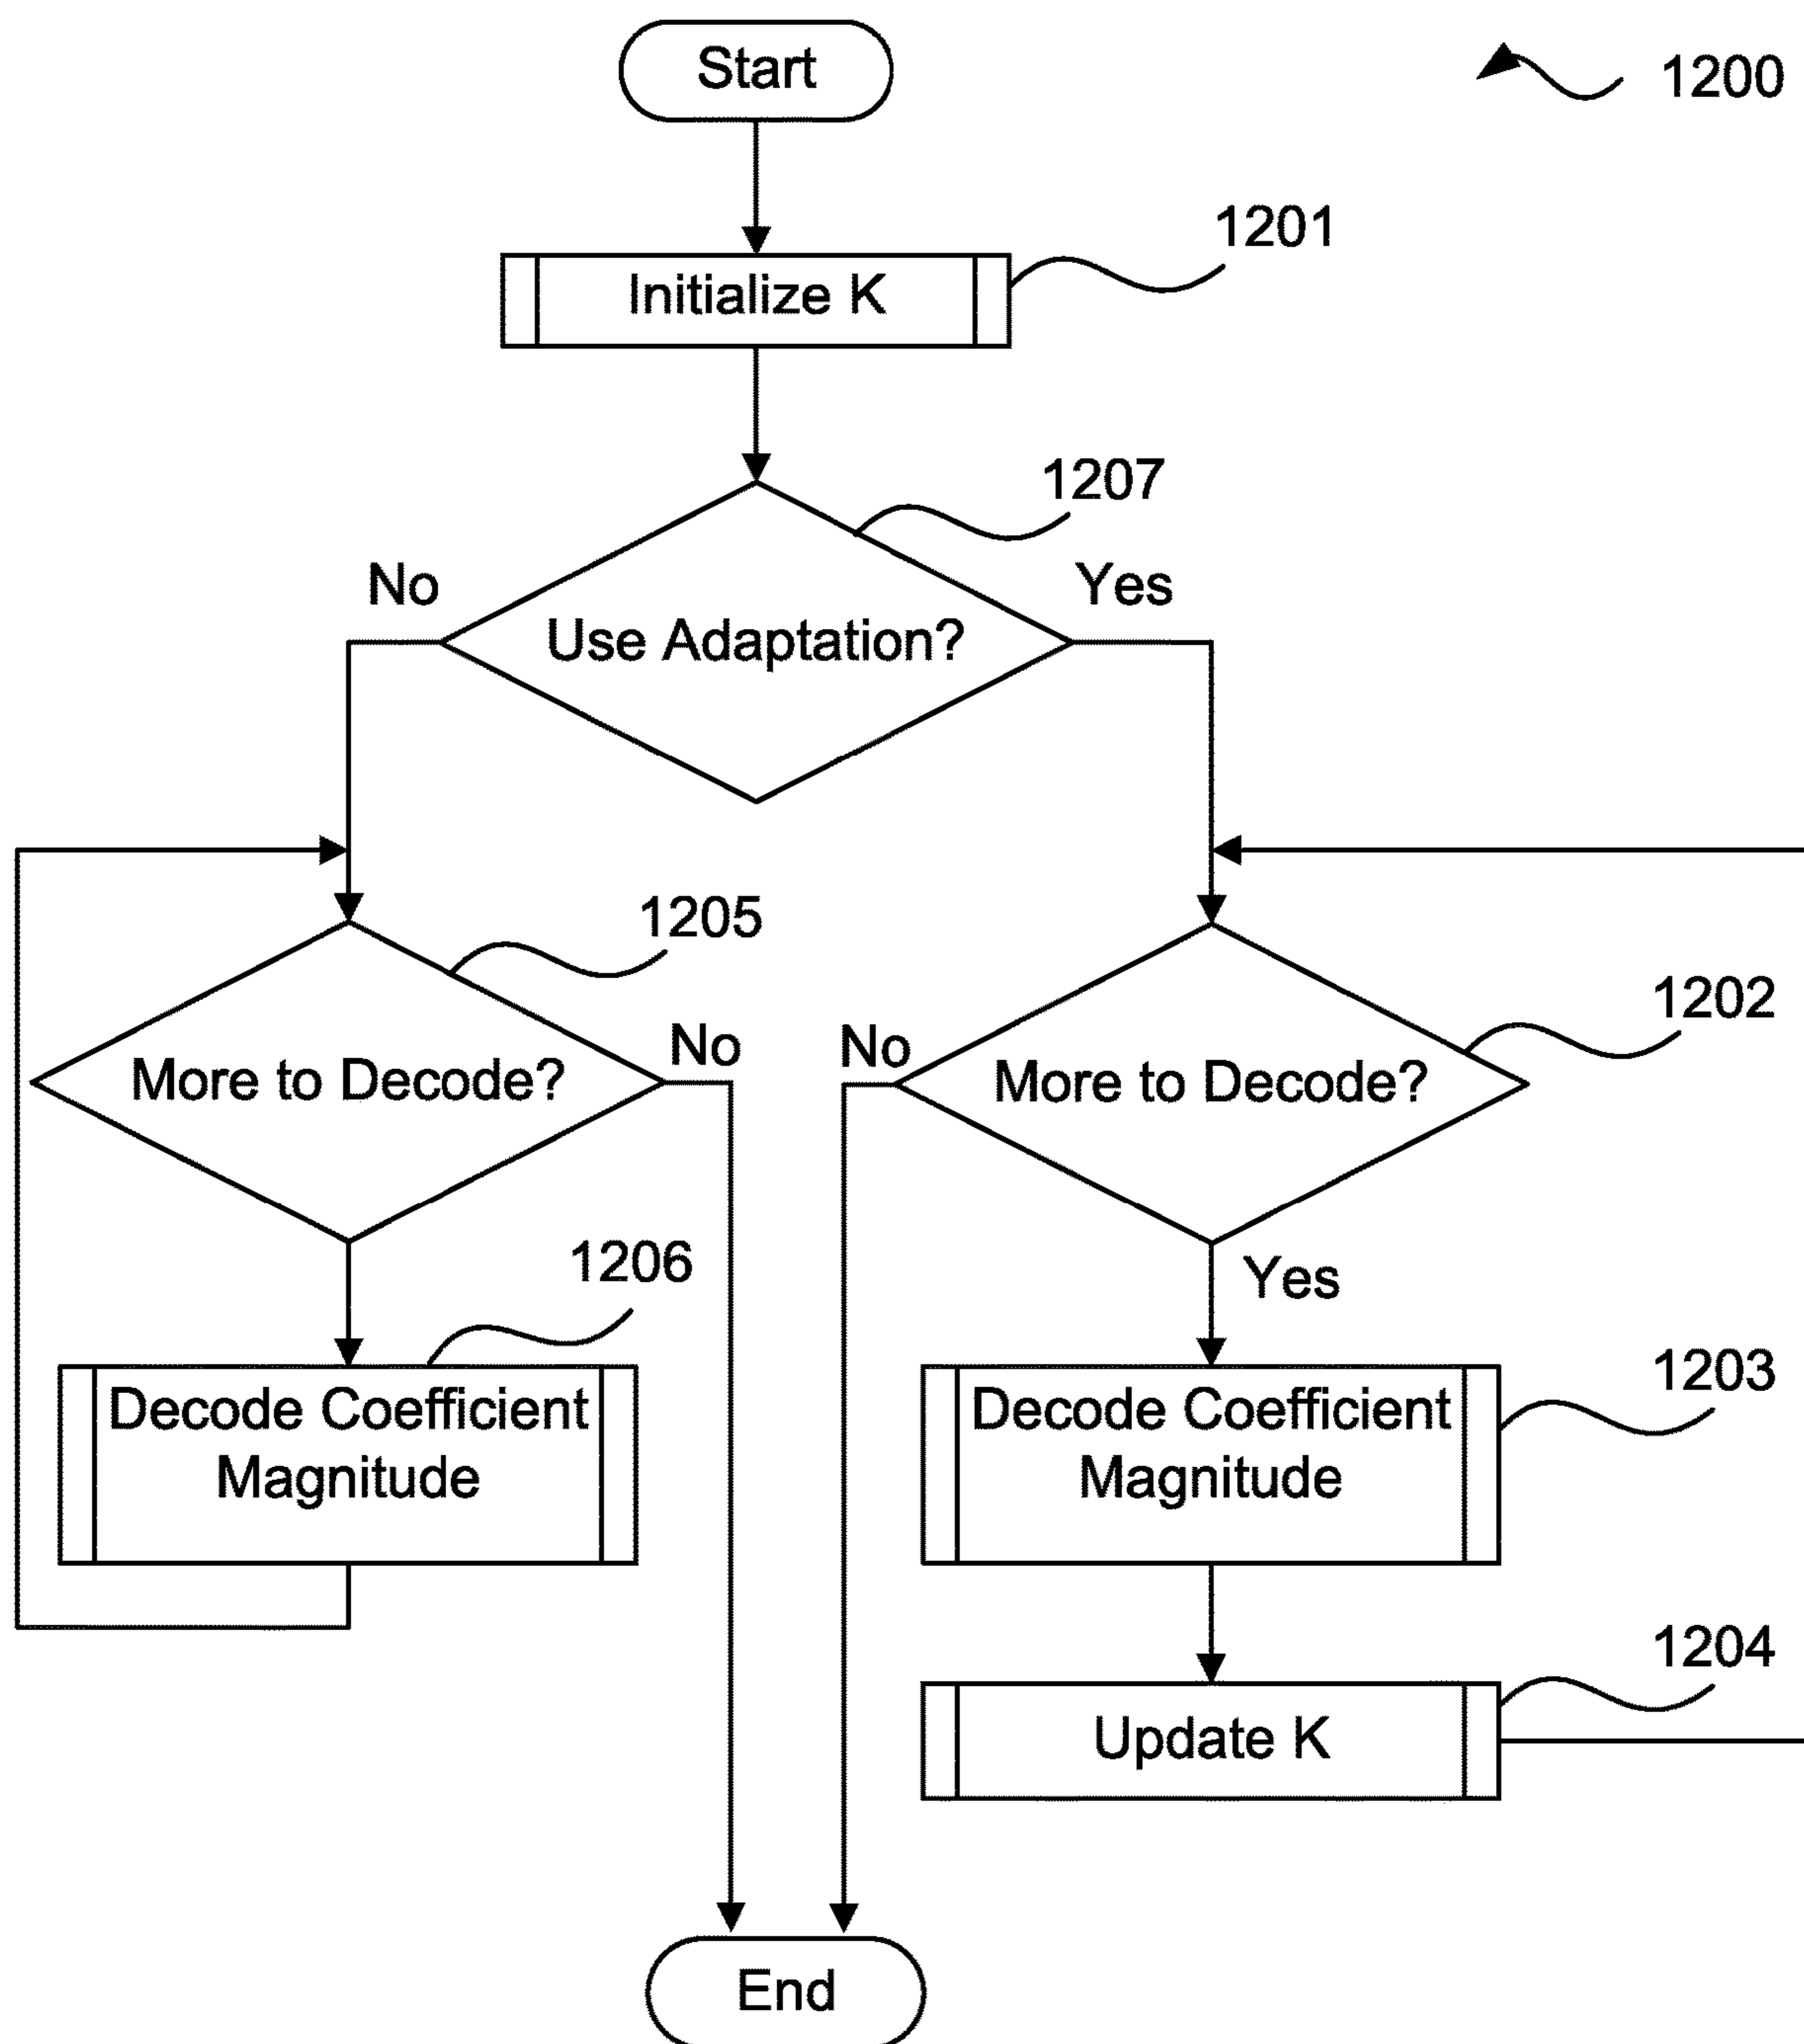 Start
1200
1201
Initialize K
1207
No
Yes
Use Adaptation?
1205
1202
No
No
More to Decode?
More to Decode?
1206
Yes
1203
Decode Coefficient
Magnitude
Decode Coefficient
Magnitude
1204
Update K
End